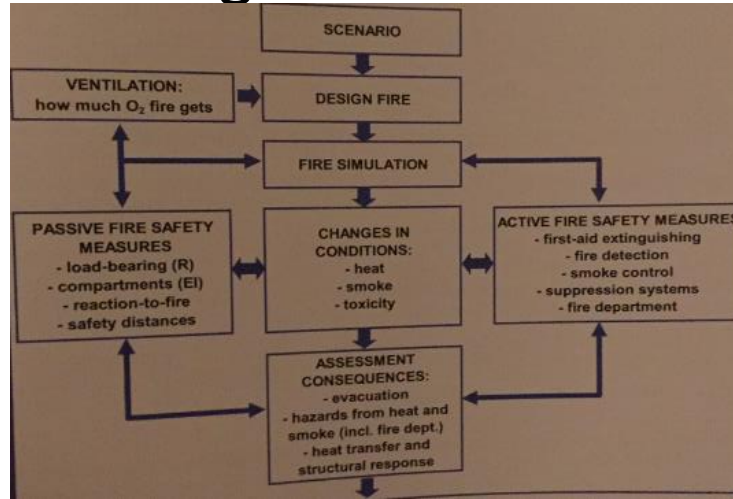 SCENARIO
VENTILATION:
how much O₂ fire gets
DESIGN FIRE
FIRE SIMULATION
PASSIVE FIRE SAFETY
MEASURES
- load-bearing (R)
- compartments (EI)
- reaction-to-fire
- safety distances
CHANGES IN
CONDITIONS:
- heat
- smoke
- toxicity
ACTIVE FIRE SAFETY MEASURES
- first-aid extinguishing
- fire detection
- smoke control
- suppression systems
- fire department
ASSESSMENT
CONSEQUENCES:
- evacuation
- hazards from heat and
smoke (incl. fire dept.)
- heat transfer and
structural response